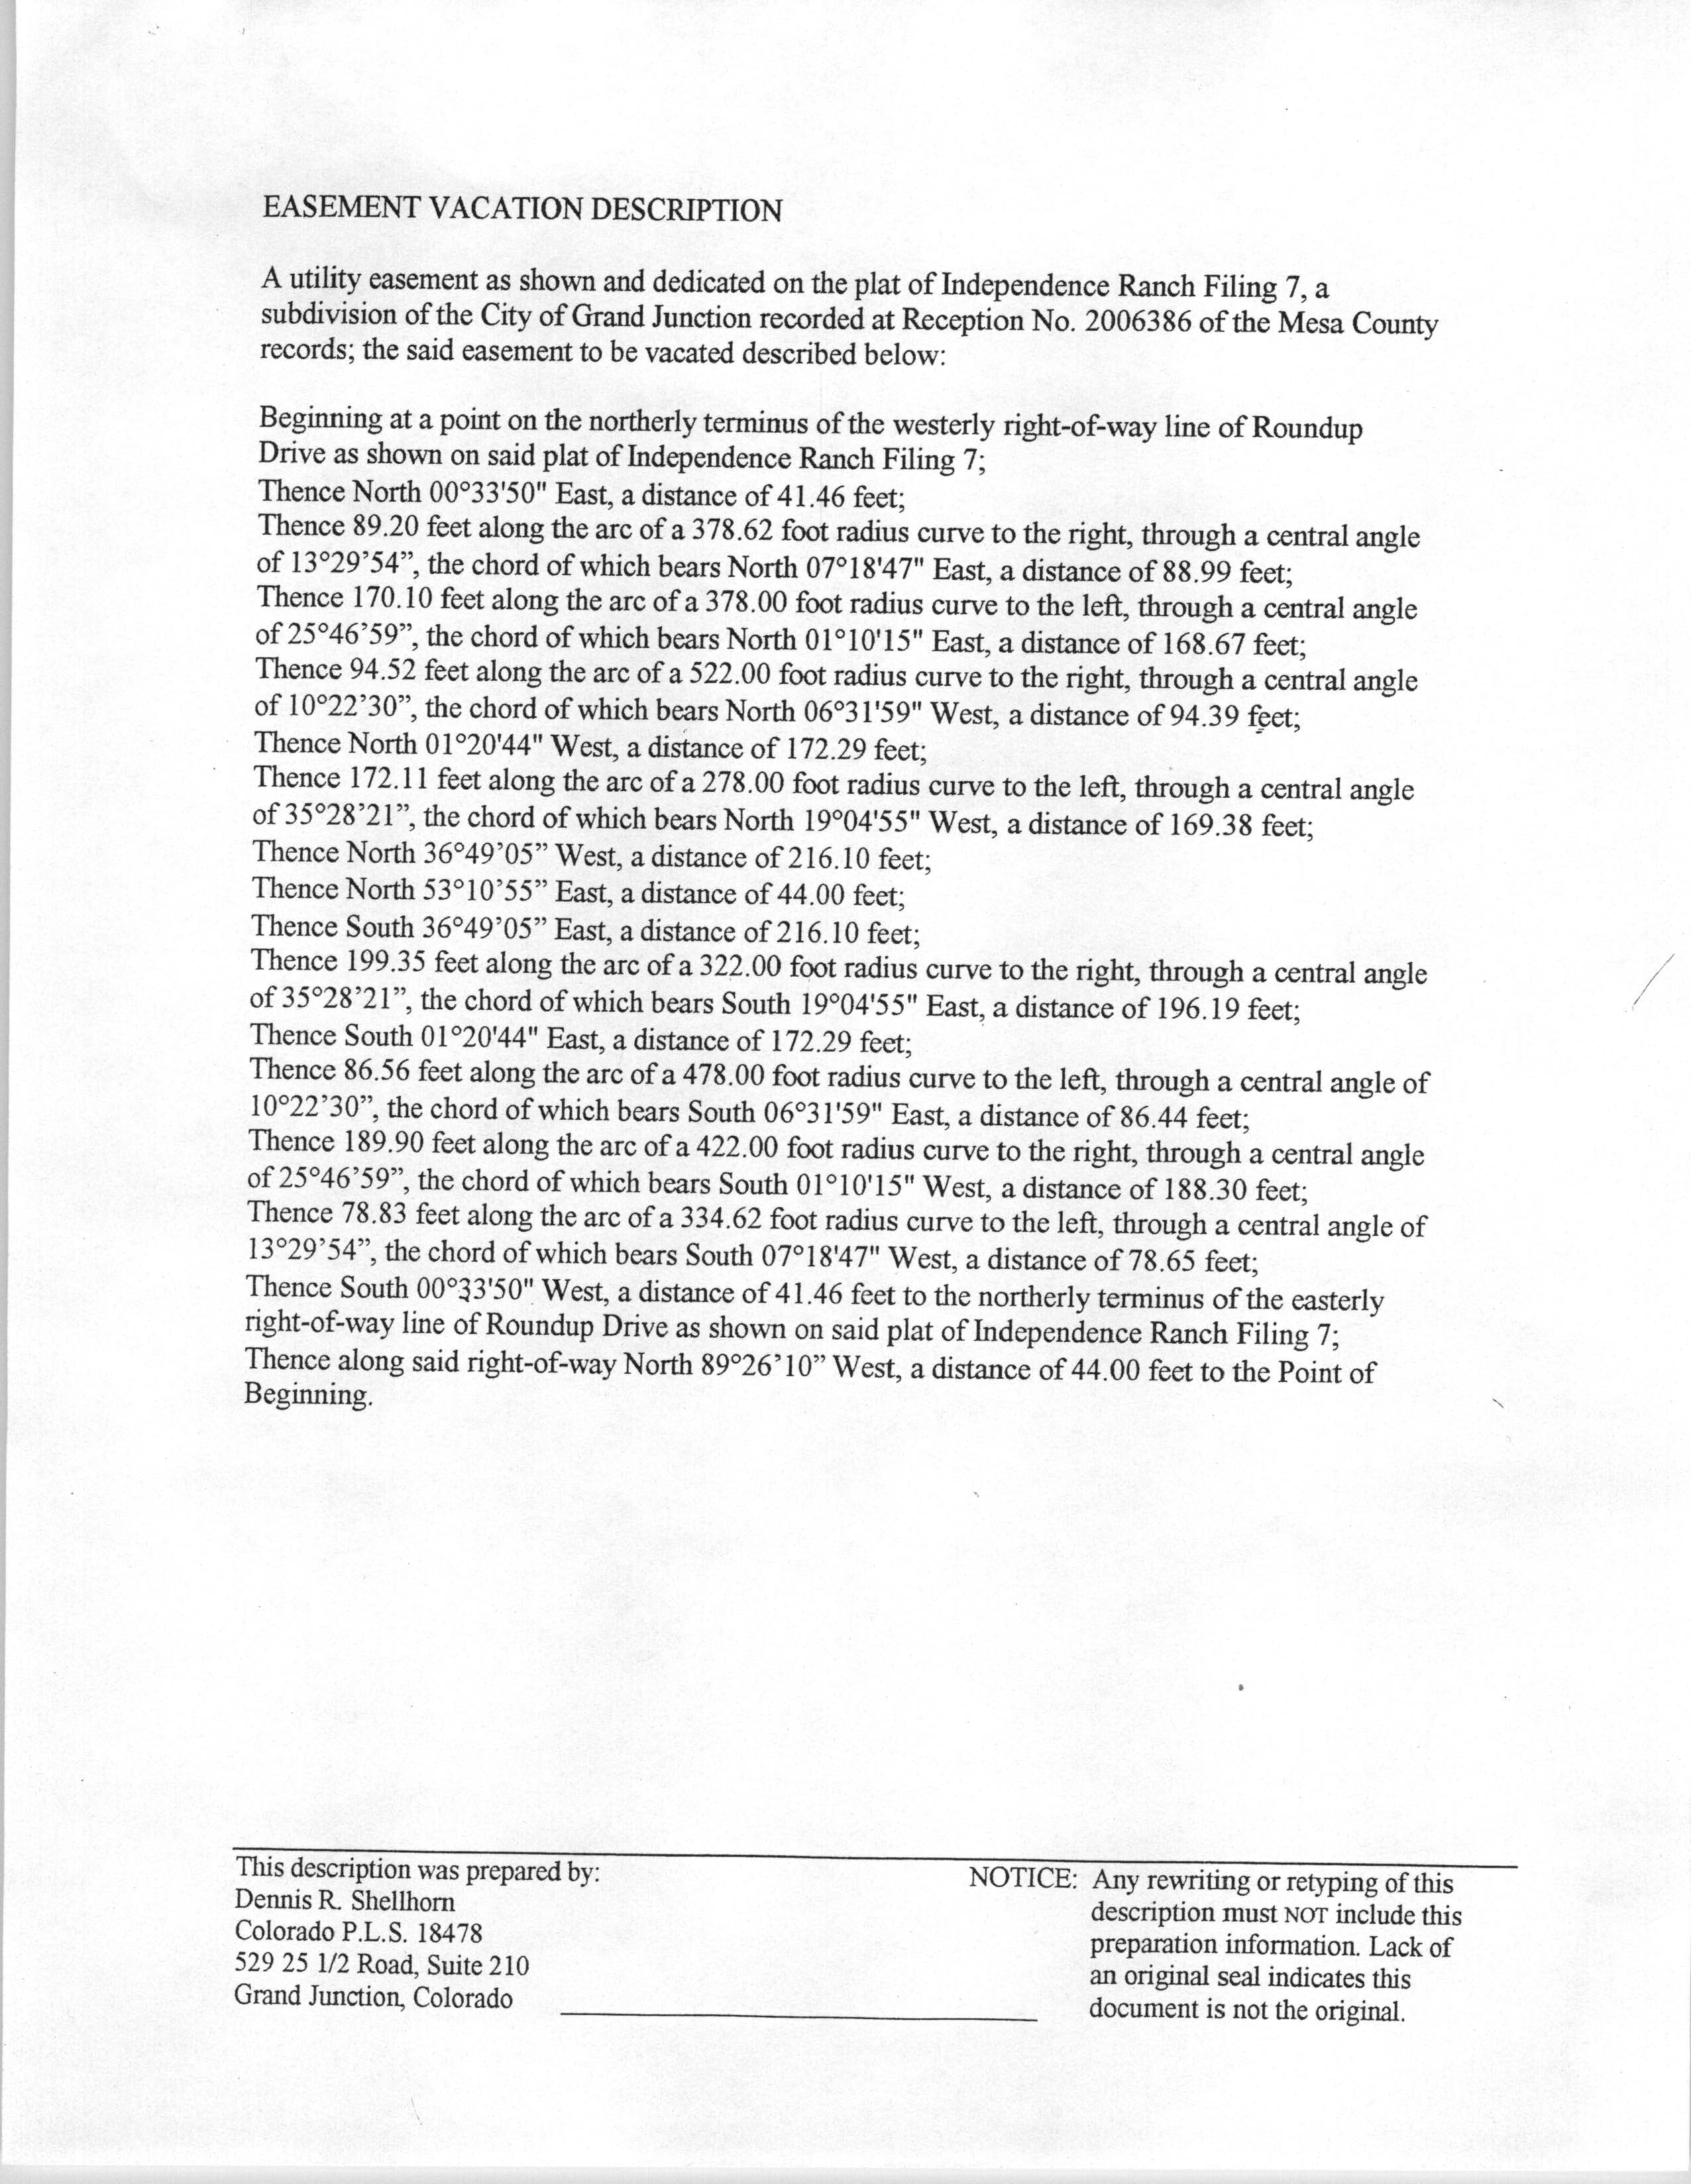 EASEMENT VACATION DESCRIPTION
A utility easement as shown and dedicated on the plat of Independence Ranch Filing 7, a
subdivision of the City of Grand Junction recorded at Reception No. 2006386 of the Mesa County
records; the said easement to be vacated described below:
Beginning at a point on the northerly terminus of the westerly right-of-way line of Roundup
Drive as shown on said plat of Independence Ranch Filing 7;
Thence North 00°33'50" East, a distance of 41.46 feet;
Thence 89.20 feet along the arc of a 378.62 foot radius curve to the right, through a central angle
of 13°29’54”, the chord of which bears North 07°18'47" East, a distance of 88.99 feet;
Thence 170.10 feet along the arc of a 378.00 foot radius curve to the left, through a central angle
of 25°46’59”, the chord of which bears North 01°10'15" East, a distance of 168.67 feet;
Thence 94.52 feet along the arc of a 522.00 foot radius curve to the right, through a central angle
of 10°22’30”, the chord of which bears North 06°31'59" West, a distance of 94.39 feet;
Thence North 01°20'44" West, a distance of 172.29 feet;
Thence 172.11 feet along the arc of a 278.00 foot radius curve to the left, through a central angle
of 35°28’21”, the chord of which bears North 19°04'55" West, a distance of 169.38 feet;
Thence North 36°49’05” West, a distance of 216.10 feet;
Thence North 53°10’55” East, a distance of 44.00 feet;
Thence South 36°49’05” East, a distance of 216.10 feet;
Thence 199.35 feet along the arc of a 322.00 foot radius curve to the right, through a central angle
of 35°28’21”, the chord of which bears South 19°04'55" East, a distance of 196.19 feet;
Thence South 01°20'44" East, a distance of 172.29 feet;
Thence 86.56 feet along the arc of a 478.00 foot radius curve to the left, through a central angle of
10°22’30”, the chord of which bears South 06°31'59" East, a distance of 86.44 feet;
Thence 189.90 feet along the arc of a 422.00 foot radius curve to the right, through a central angle
of 25°46’59”, the chord of which bears South 01°10'15" West, a distance of 188.30 feet;
Thence 78.83 feet along the arc of a 334.62 foot radius curve to the left, through a central angle of
13°29’54”, the chord of which bears South 07°18'47" West, a distance of 78.65 feet;
Thence South 00°33'50" West, a distance of 41.46 feet to the northerly terminus of the easterly
right-of-way line of Roundup Drive as shown on said plat of Independence Ranch Filing 7;
Thence along said right-of-way North 89°26’10” West, a distance of 44.00 feet to the Point of
Beginning.
This description was prepared by:
Dennis R. Shellhorn
Colorado P.L.S. 18478
529 25 1/2 Road, Suite 210
Grand Junction, Colorado
NOTICE: Any rewriting or retyping of this
description must NOT include this
preparation information. Lack of
an original seal indicates this
document is not the original.